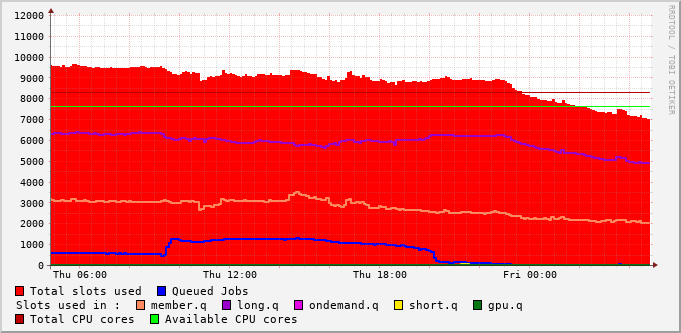 12000
11000
10000
9000
8000
7000
6000
5000
4000
3000
2000
1000
0
Thu 06:00 Thu 12:00 Thu 18:00 Fri 00:00
RRDTOOL / TOBI OETIKER
Total slots used Queued Jobs
Slots used in : member.q long.q ondemand.q short.q gpu.q
Total CPU cores Available CPU cores